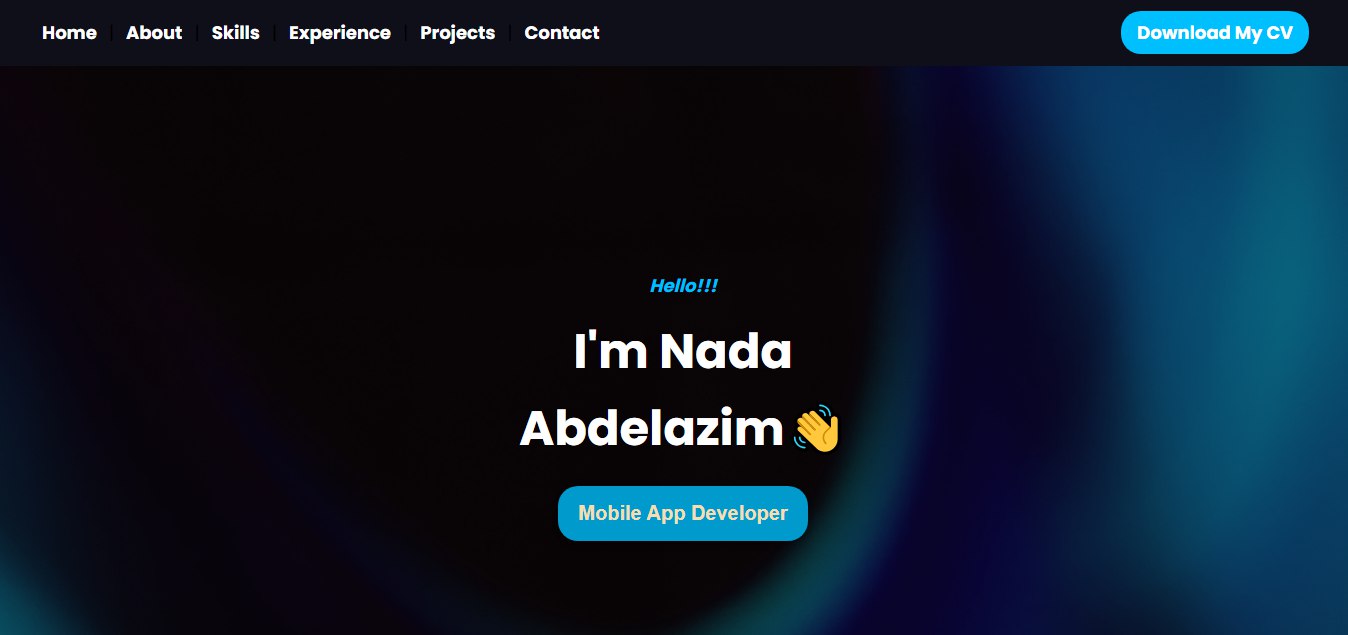 Home About Skills Experience Projects Contact Download My CV
Hello!!!
I'm Nada
Abdelazim 👋
Mobile App Developer